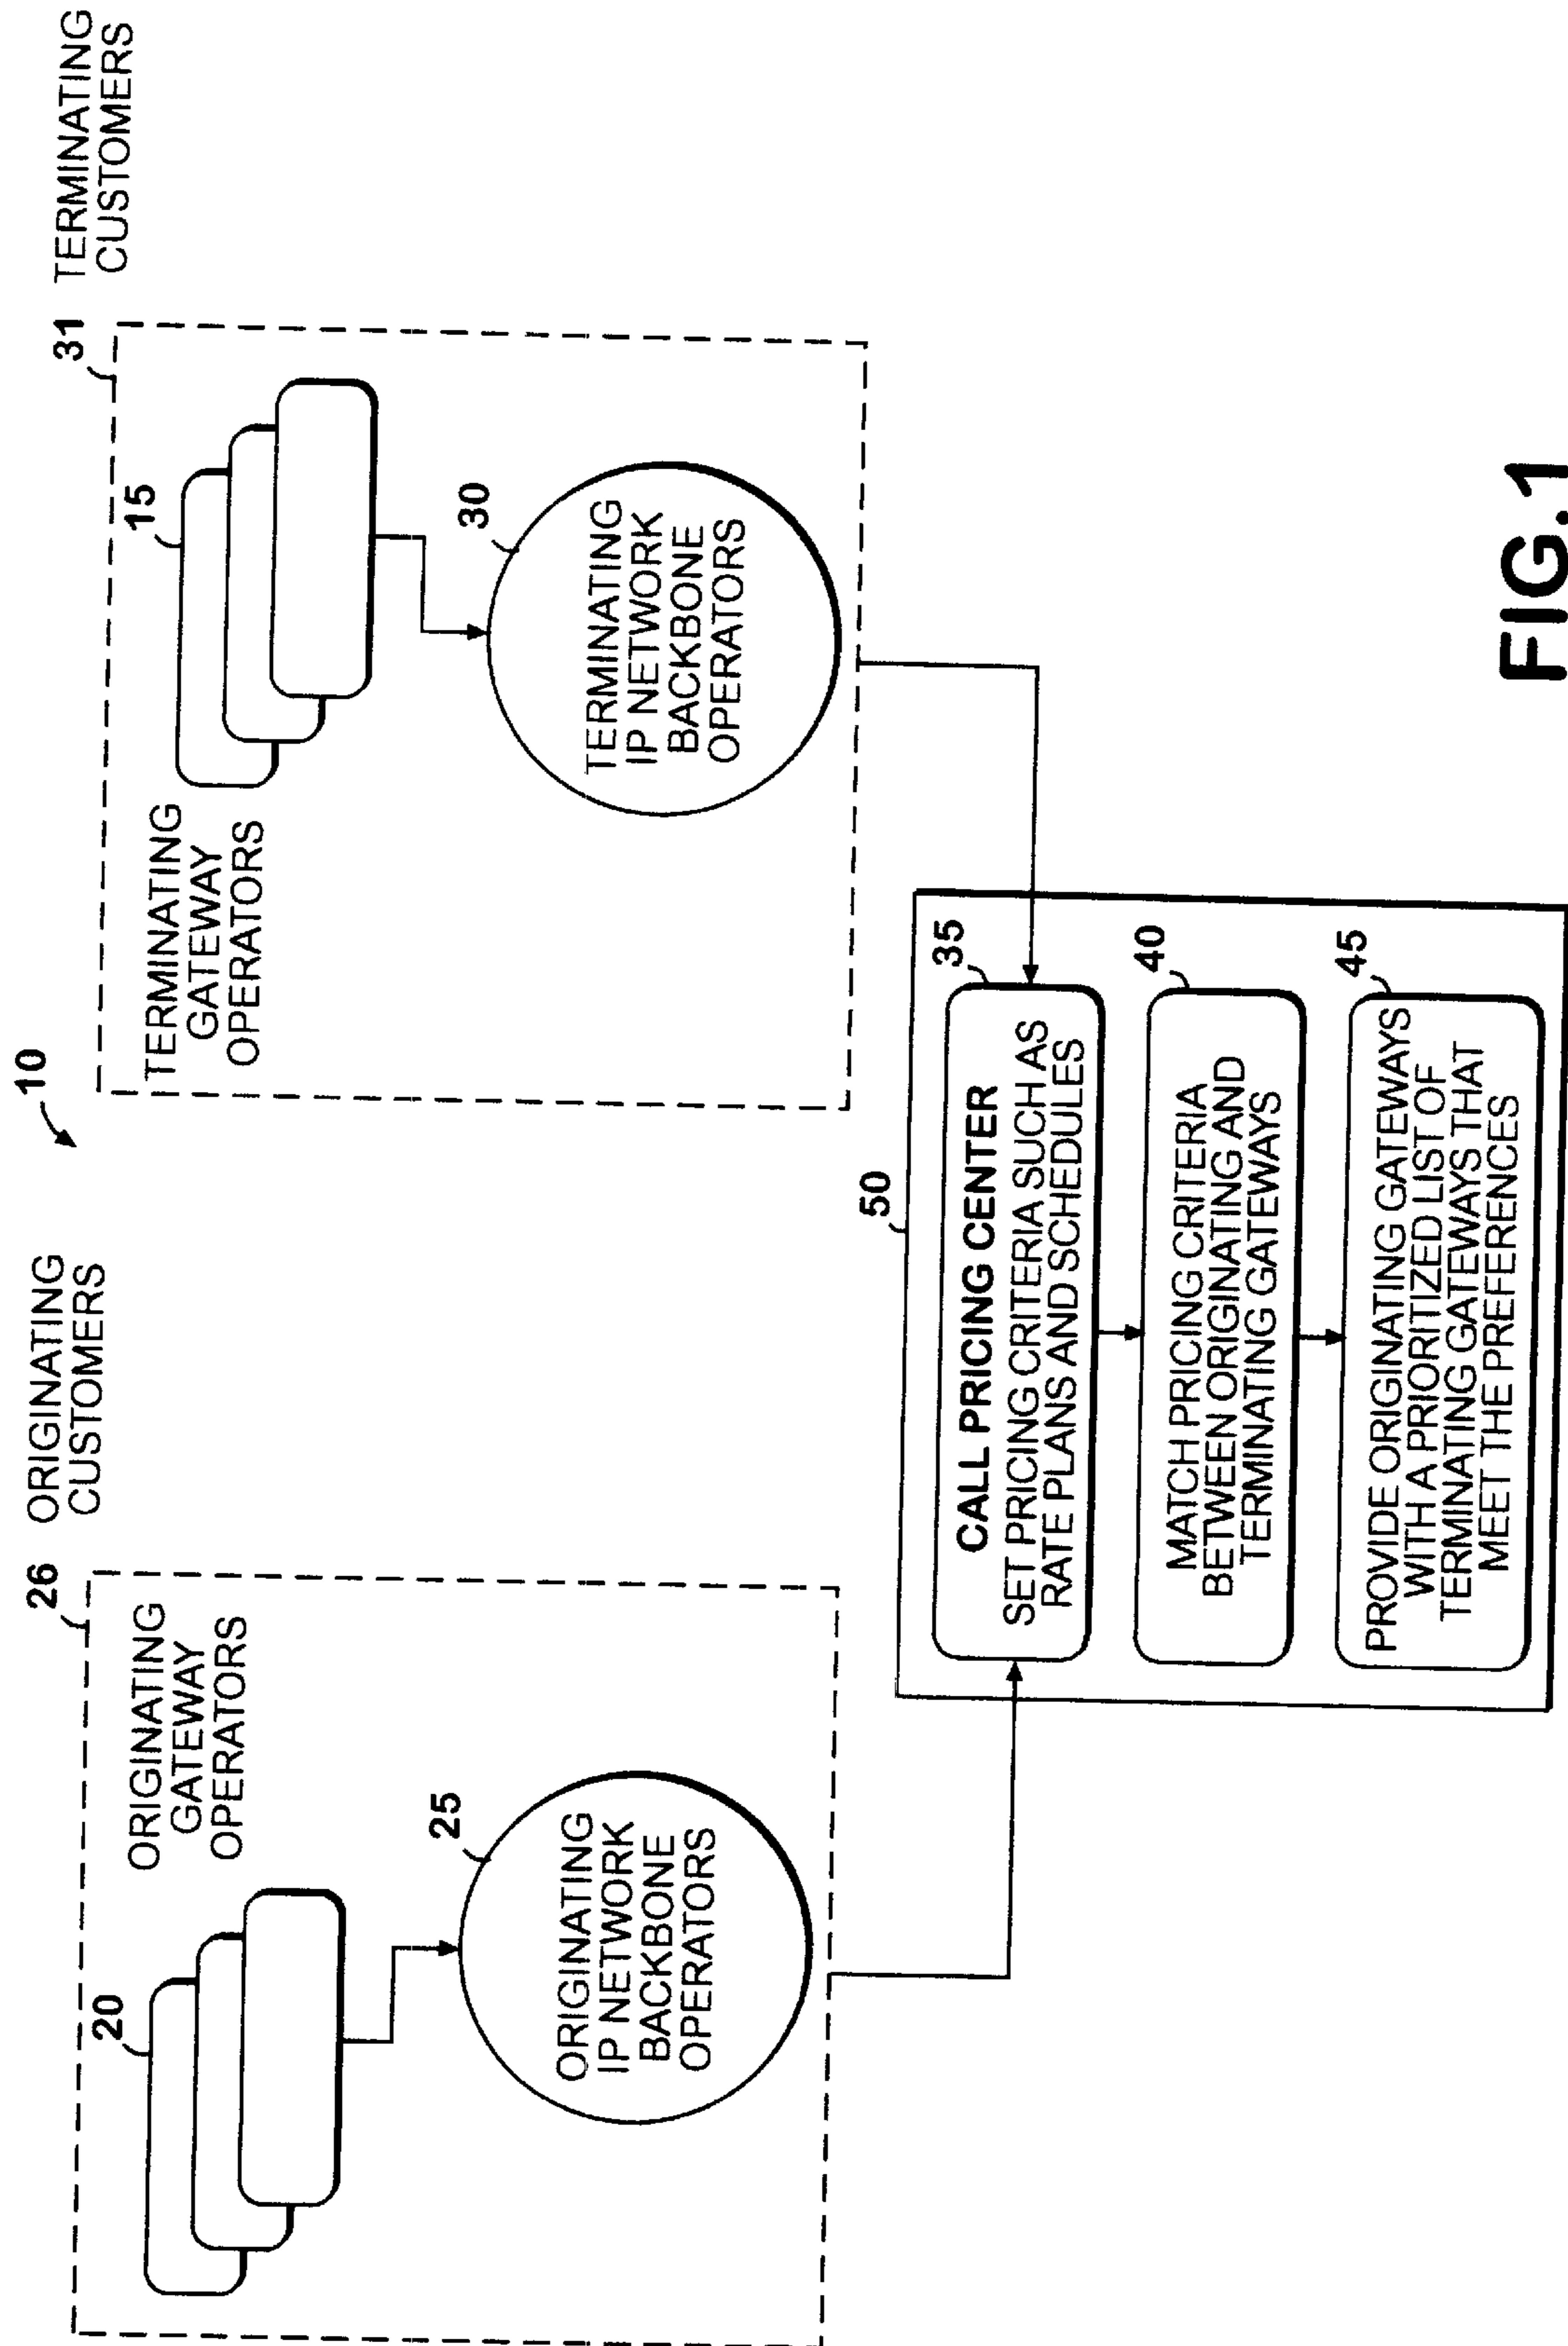 10
26
ORIGINATING
CUSTOMERS
31
TERMINATING
CUSTOMERS
20
ORIGINATING
GATEWAY
OPERATORS
25
ORIGINATING
IP NETWORK
BACKBONE
OPERATORS
TERMINATING
GATEWAY
OPERATORS
15
30
TERMINATING
IP NETWORK
BACKBONE
OPERATORS
50
35
CALL PRICING CENTER
SET PRICING CRITERIA SUCH AS
RATE PLANS AND SCHEDULES
40
MATCH PRICING CRITERIA
BETWEEN ORIGINATING AND
TERMINATING GATEWAYS
45
PROVIDE ORIGINATING GATEWAYS
WITH A PRIORITIZED LIST OF
TERMINATING GATEWAYS THAT
MEET THE PREFERENCES
FIG.1